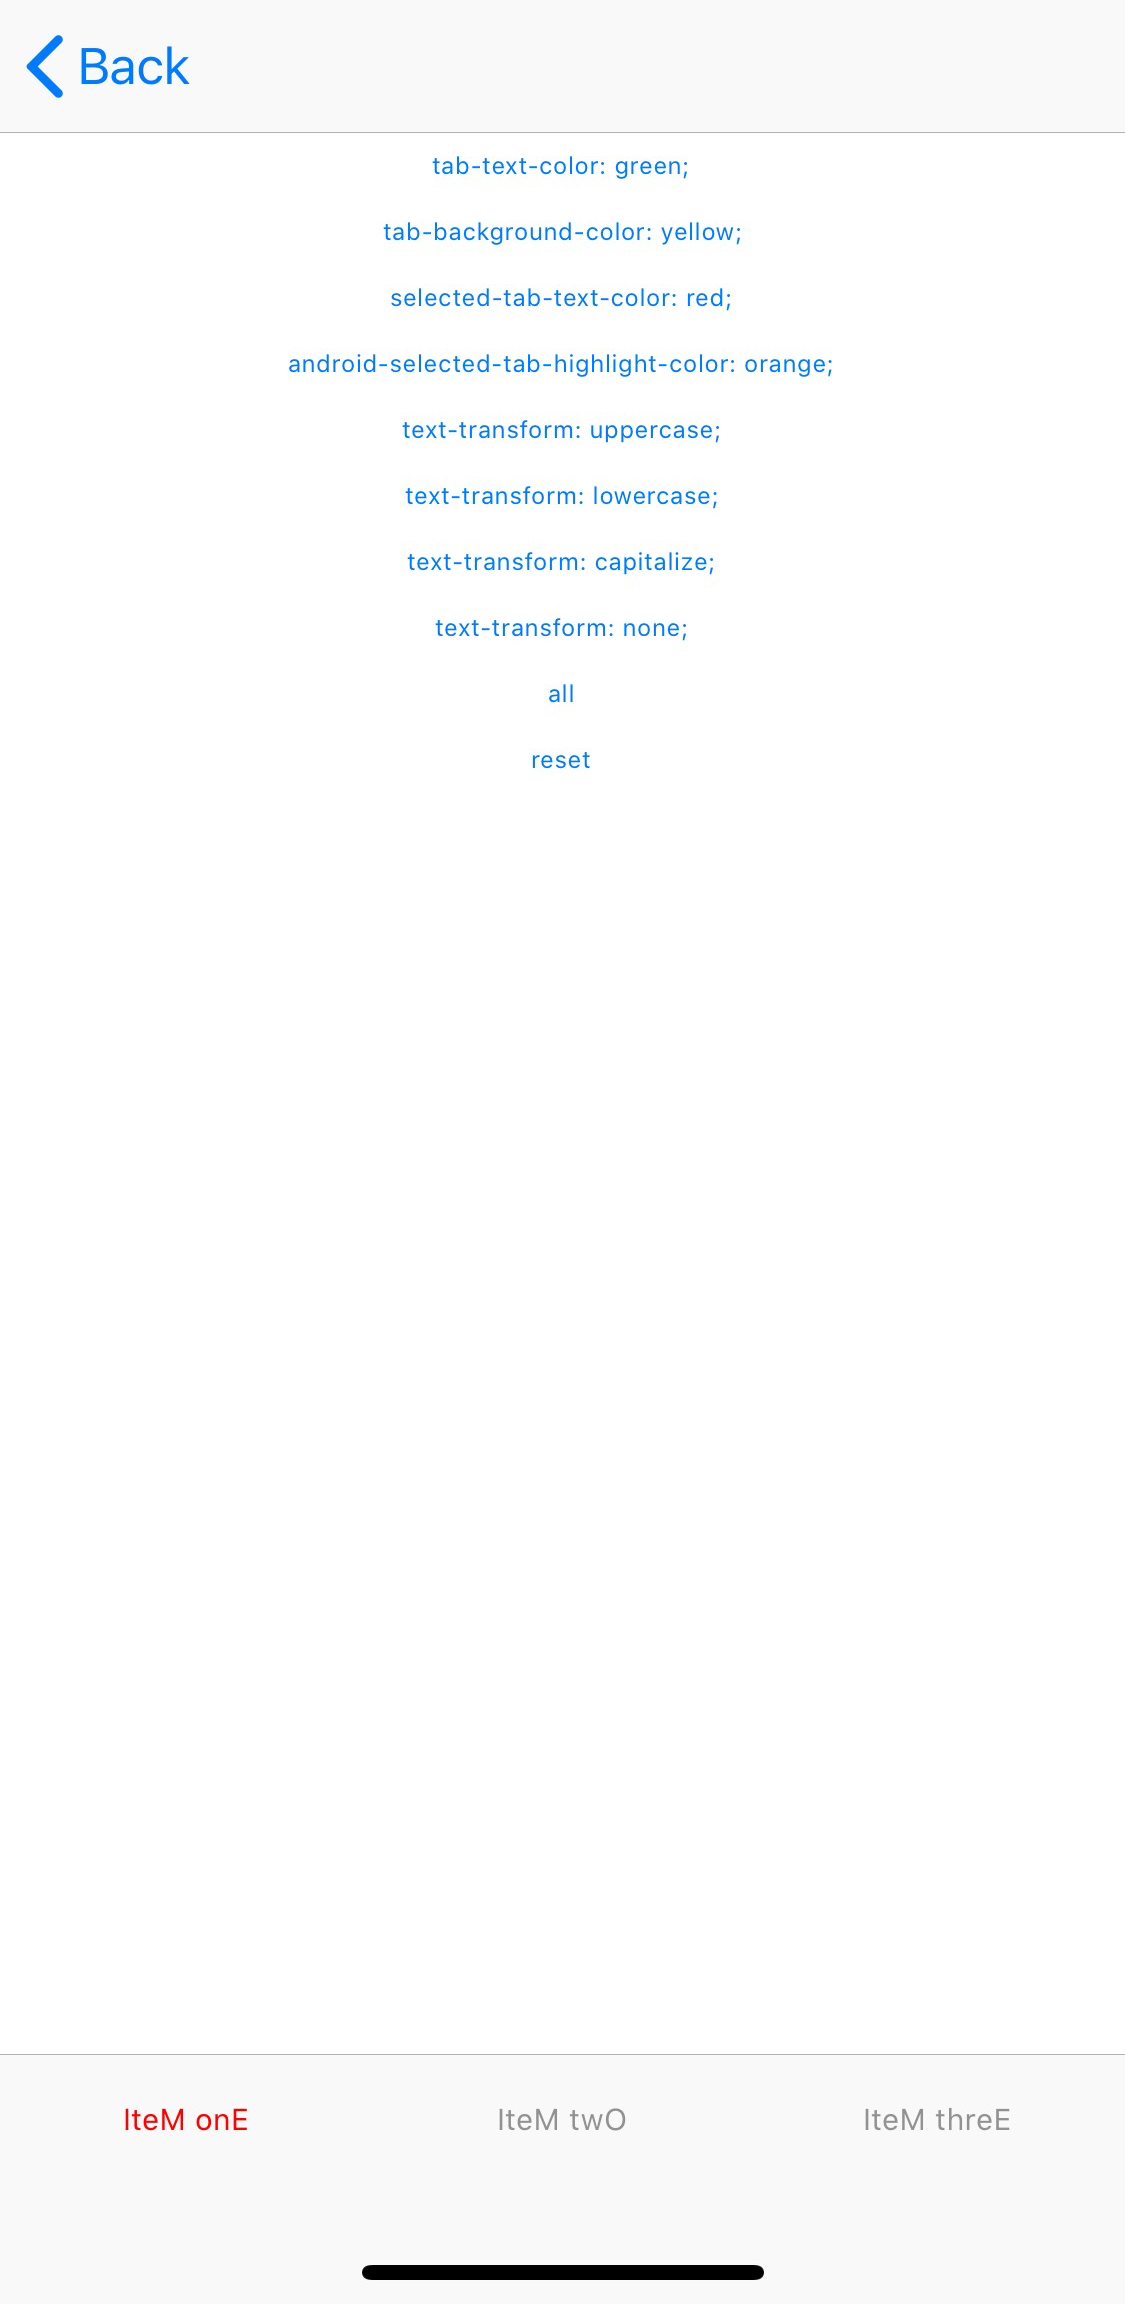 Back
tab-text-color: green;
tab-background-color: yellow;
selected-tab-text-color: red;
android-selected-tab-highlight-color: orange;
text-transform: uppercase;
text-transform: lowercase;
text-transform: capitalize;
text-transform: none;
all
reset
IteM onE IteM twO IteM threE